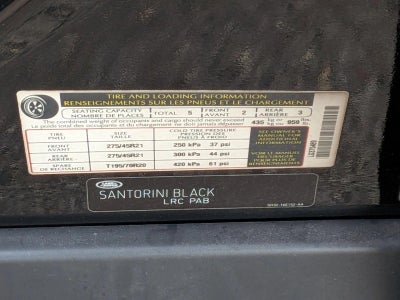 TIRE AND LOADING INFORMATION
RENSEIGNEMENTS SUR LES PNEUS ET LE CHARGEMENT
SEATING CAPACITY TOTAL 5 FRONT 2 REAR 3
NOMBRE DE PLACES AVANT ARRIÈRE
The combined weight of occupants and cargo should never exceed 435 kg or 959 lbs.
Le poids total des occupants et du chargement ne doit jamais dépasser
TIRE SIZE COLD TIRE PRESSURE SEE OWNER'S
PNEU TAILLE PRESSION DES PNEUS À FROID MANUAL FOR
FRONT 275/45R21 250 kPa 37 psi ADDITIONAL
AVANT INFORMATION
REAR 275/45R21 300 kPa 44 psi VOIR LE MANUEL
ARRIÈRE DE L'USAGER
SPARE T195/70R20 420 kPa 61 psi POUR PLUS DE
DE RECHANGE RENSEIGNEMENTS
LAND ROVER
SANTORINI BLACK
LRC PAB